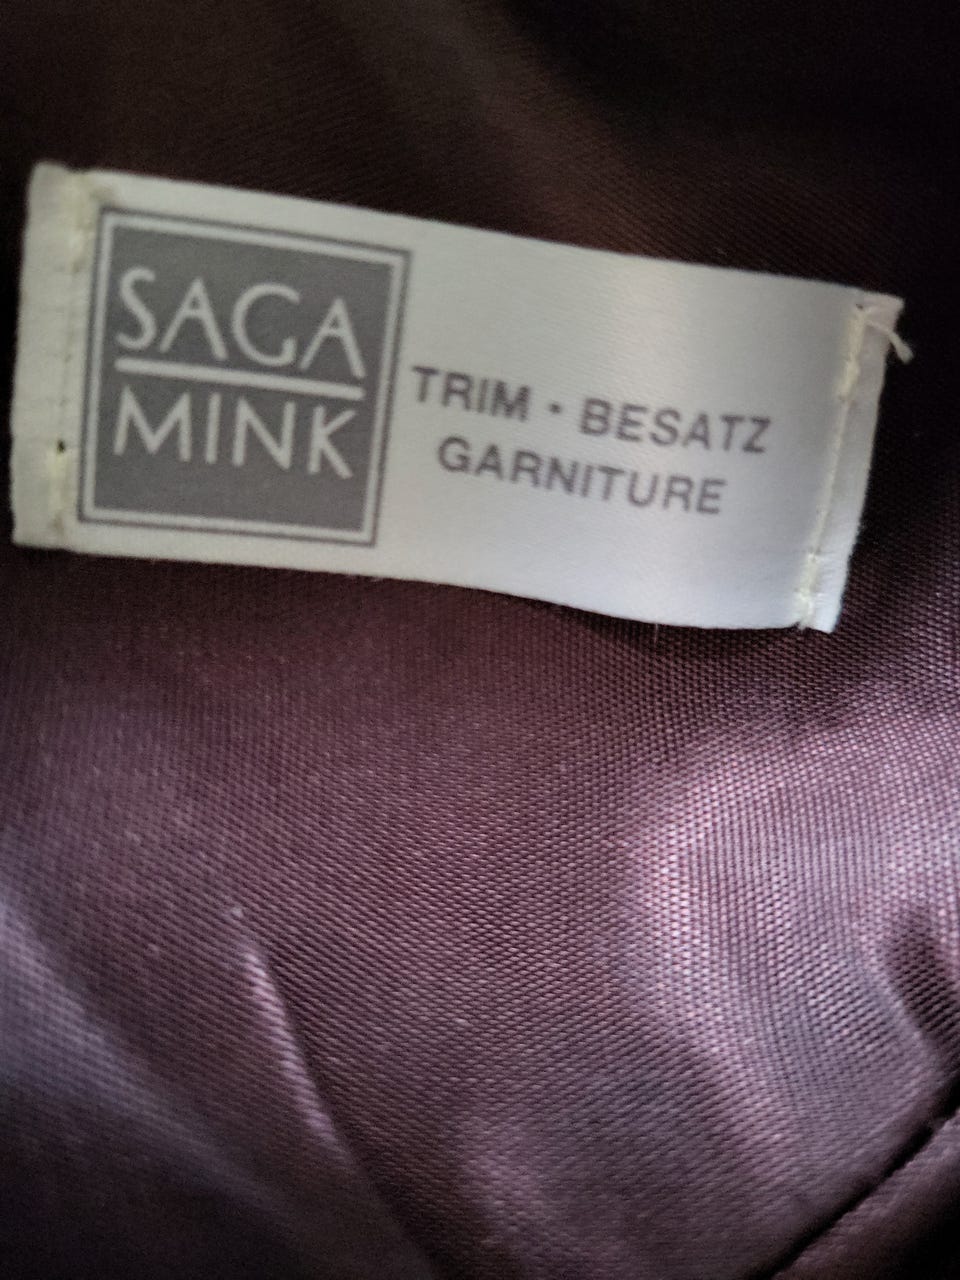 SAGA
MINK
TRIM • BESATZ
GARNITURE